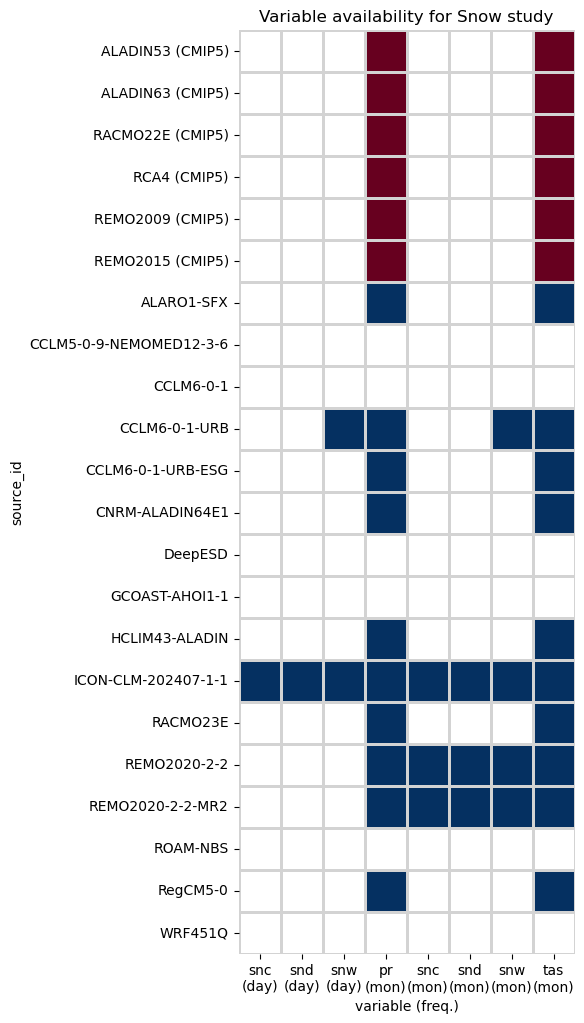 Variable availability for Snow study
ALADIN53 (CMIP5)
ALADIN63 (CMIP5)
RACMO22E (CMIP5)
RCA4 (CMIP5)
REMO2009 (CMIP5)
REMO2015 (CMIP5)
ALARO1-SFX
CCLM5-0-9-NEMOMED12-3-6
CCLM6-0-1
CCLM6-0-1-URB
CCLM6-0-1-URB-ESG
CNRM-ALADIN64E1
DeepESD
GCOAST-AHOI1-1
HCLIM43-ALADIN
ICON-CLM-202407-1-1
RACMO23E
REMO2020-2-2
REMO2020-2-2-MR2
ROAM-NBS
RegCM5-0
WRF451Q
source_id
snc snd snw pr snc snd snw tas
(day) (day) (day) (mon) (mon) (mon) (mon) (mon)
variable (freq.)